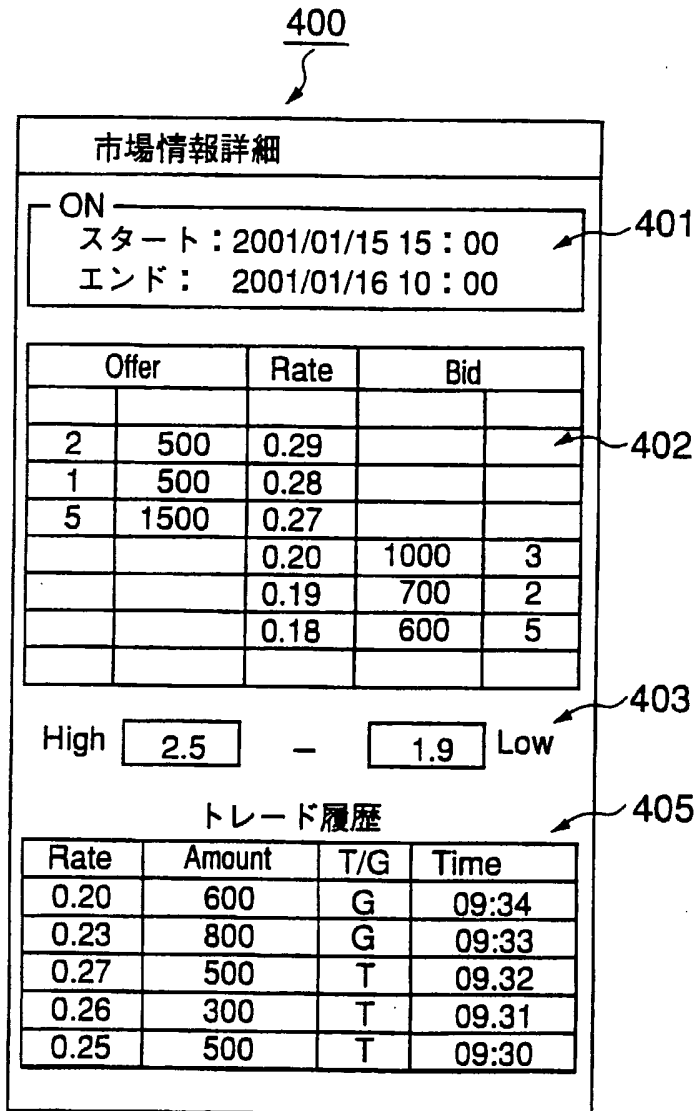 400
市場情報詳細
ON
スタート：2001/01/15 15：00
エンド： 2001/01/16 10：00
401
Offer Rate Bid
2 500 0.29
402
1 500 0.28
5 1500 0.27
0.20 1000 3
0.19 700 2
0.18 600 5
403
High 2.5 – 1.9 Low
トレード履歴
405
Rate Amount T/G Time
0.20 600 G 09:34
0.23 800 G 09:33
0.27 500 T 09.32
0.26 300 T 09.31
0.25 500 T 09:30